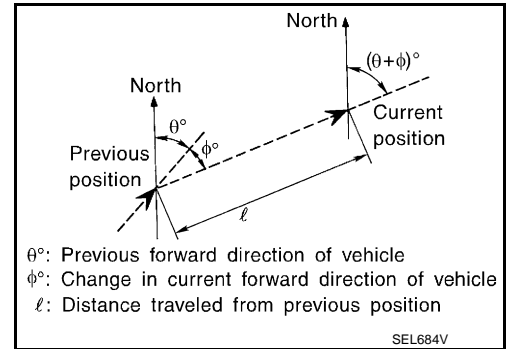 North
(θ+φ)°
North
θ°
φ°
Current
position
Previous
position
ℓ
θ°: Previous forward direction of vehicle
φ°: Change in current forward direction of vehicle
ℓ: Distance traveled from previous position
SEL684V